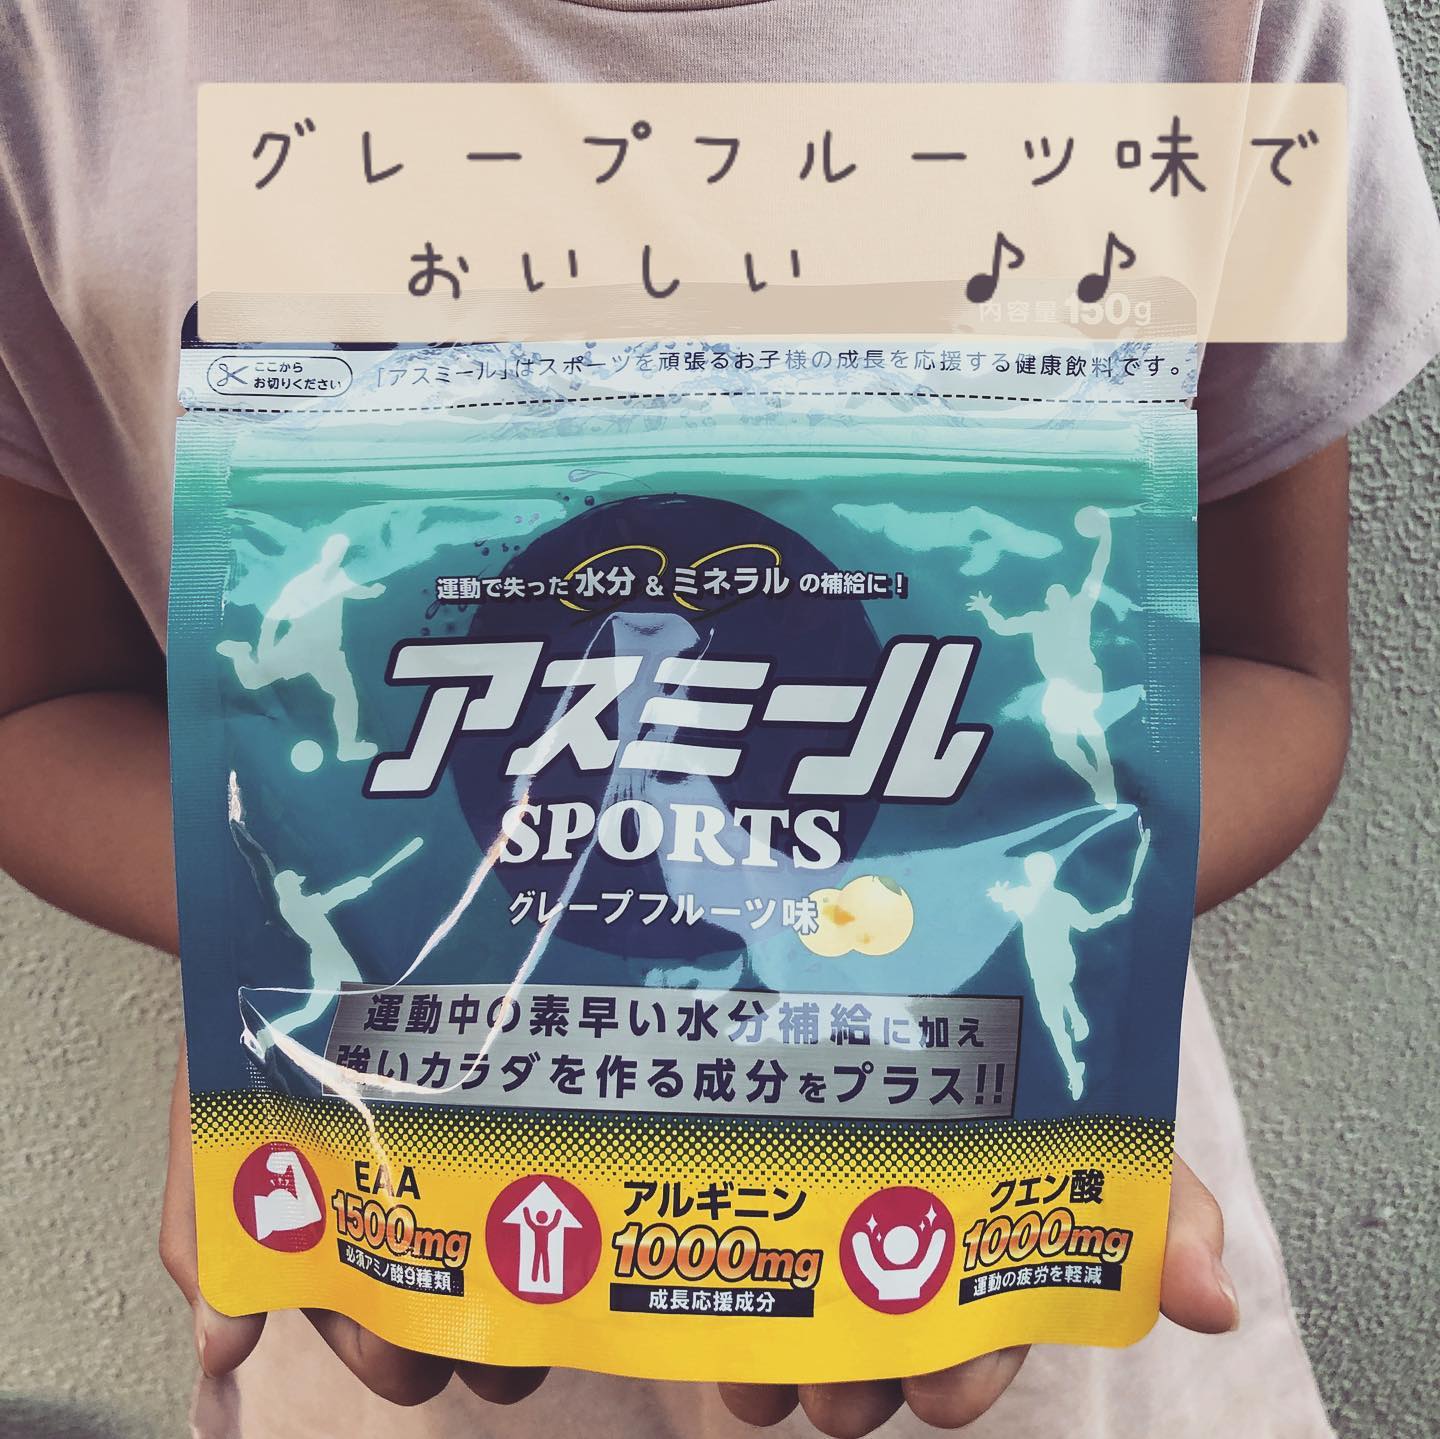 グレープフルーツ味で
おいしい ♪♪
内容量150g
ここから
お切りください
「アスミール」はスポーツを頑張るお子様の成長を応援する健康飲料です。
運動で失った水分&ミネラルの補給に!
アスミール
SPORTS
グレープフルーツ味
運動中の素早い水分補給に加え
強いカラダを作る成分をプラス!!
EAA
1500mg
必須アミノ酸9種類
アルギニン
1000mg
成長応援成分
クエン酸
1000mg
運動の疲労を軽減